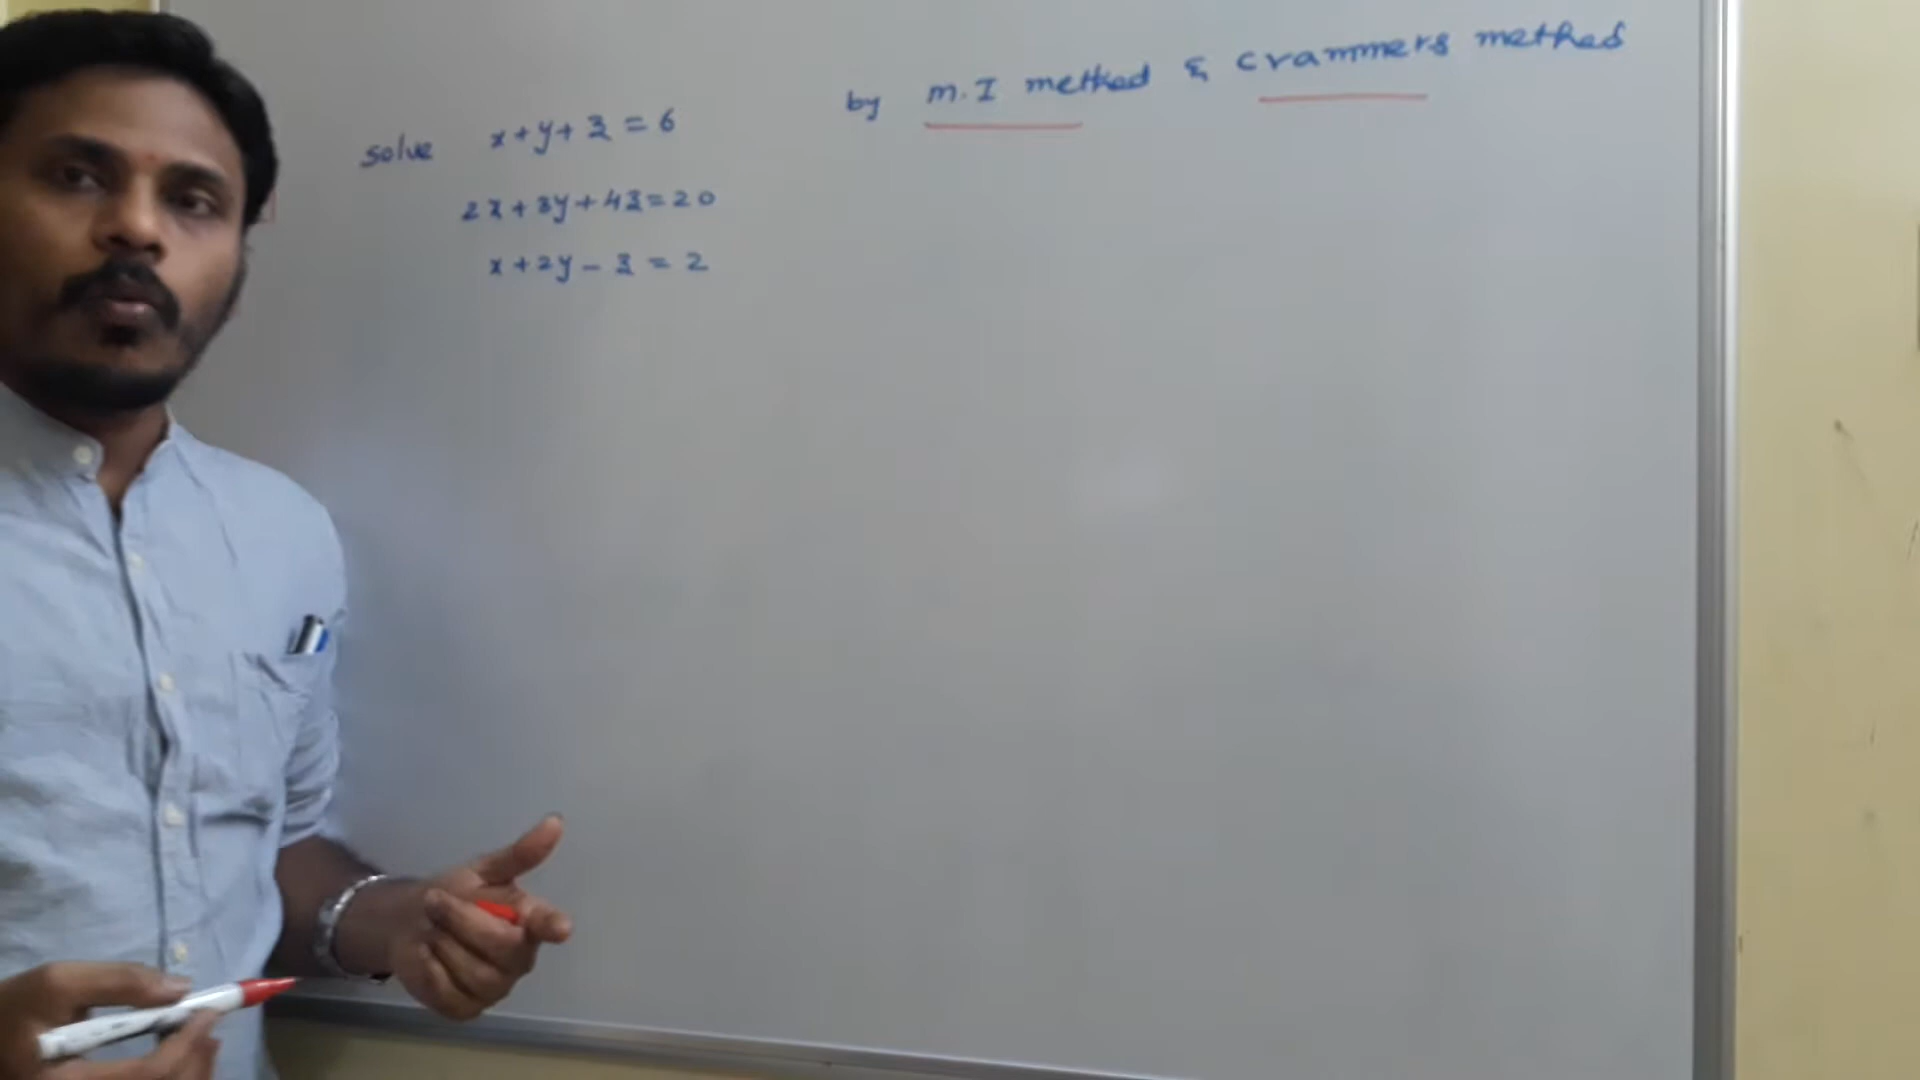 solve x+y+z=6 by M.I method & crammers method
2x+3y+4z=20
x+2y-z=2